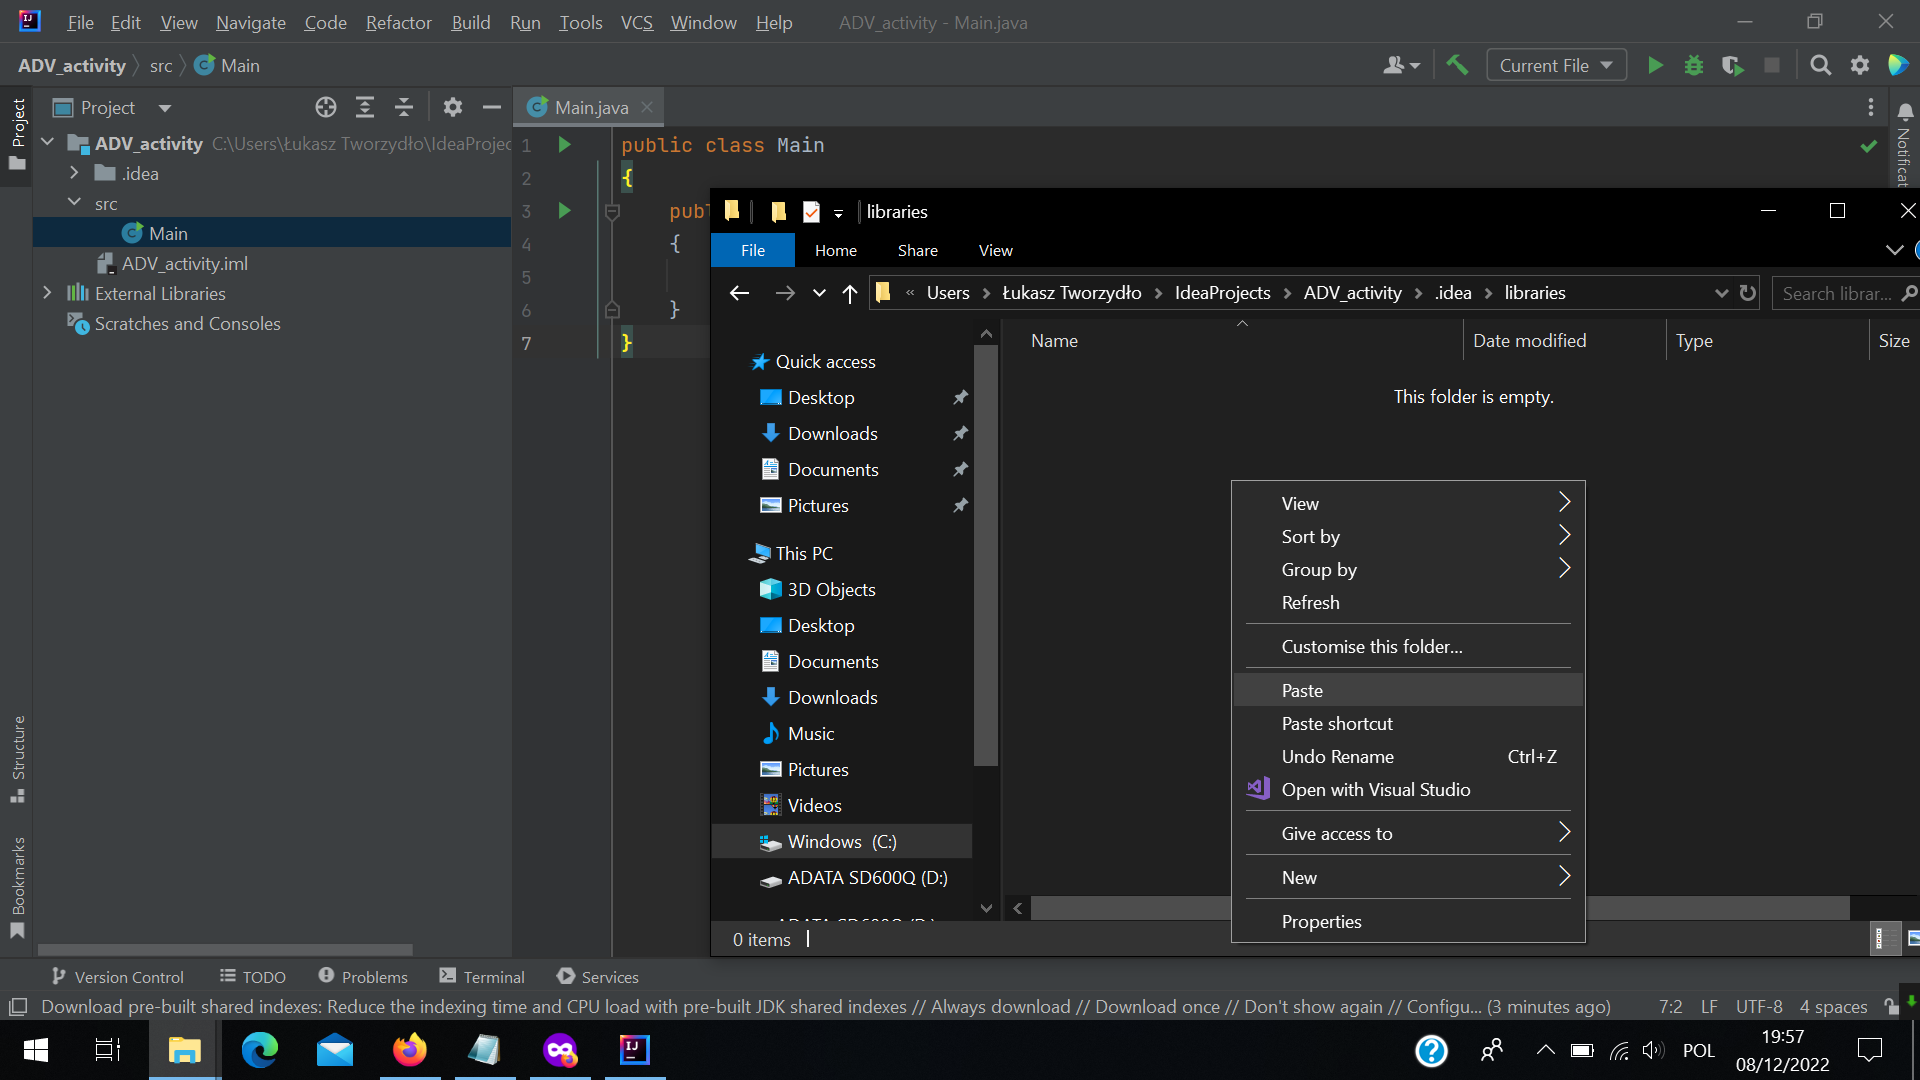 File Edit View Navigate Code Refactor Build Run Tools VCS Window Help ADV_activity - Main.java
ADV_activity src Main
Current File
Project
Project
Main.java
ADV_activity C:\Users\Łukasz Tworzydło\IdeaProjec
.idea
src
Main
ADV_activity.iml
External Libraries
Scratches and Consoles
Structure
Bookmarks
Notificat
1 public class Main
2 {
3 publ
4 {
5
6 }
7 }
libraries
File Home Share View
« Users Łukasz Tworzydło IdeaProjects ADV_activity .idea libraries
Search librar...
Name Date modified Type Size
This folder is empty.
Quick access
Desktop
Downloads
Documents
Pictures
This PC
3D Objects
Desktop
Documents
Downloads
Music
Pictures
Videos
Windows (C:)
ADATA SD600Q (D:)
0 items
View
Sort by
Group by
Refresh
Customise this folder...
Paste
Paste shortcut
Undo Rename Ctrl+Z
Open with Visual Studio
Give access to
New
Properties
Version Control TODO Problems Terminal Services
Download pre-built shared indexes: Reduce the indexing time and CPU load with pre-built JDK shared indexes // Always download // Download once // Don't show again // Configu... (3 minutes ago) 7:2 LF UTF-8 4 spaces
POL
19:57
08/12/2022